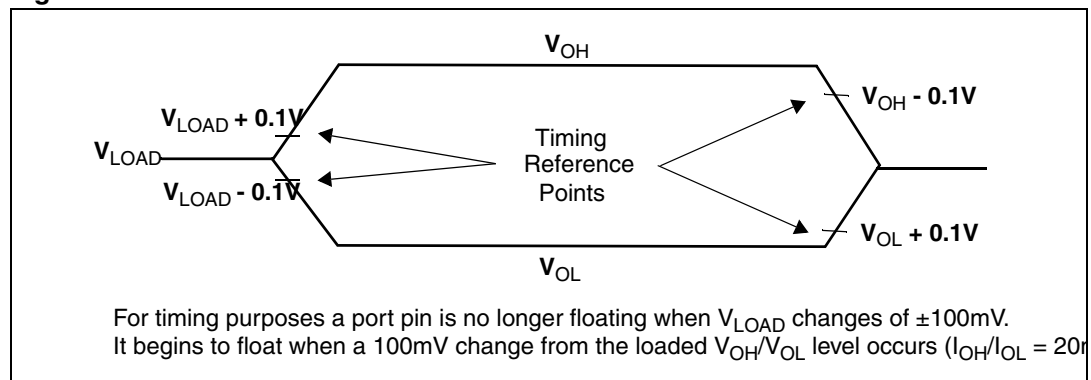 V_OH
V_LOAD + 0.1V
V_OH - 0.1V
V_LOAD
Timing
Reference
Points
V_LOAD - 0.1V
V_OL + 0.1V
V_OL
For timing purposes a port pin is no longer floating when V_LOAD changes of ±100mV.
It begins to float when a 100mV change from the loaded V_OH/V_OL level occurs (I_OH/I_OL =